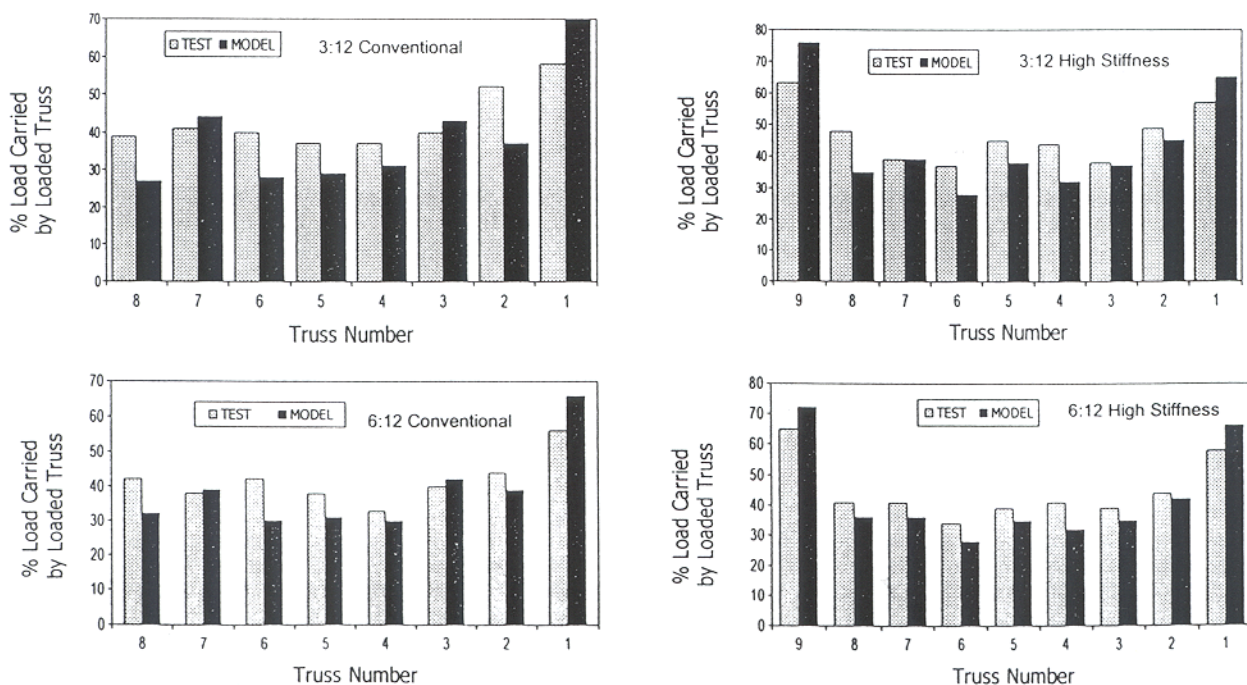 70
60
50
40
30
20
10
0
% Load Carried
by Loaded Truss
TEST MODEL
3:12 Conventional
8 7 6 5 4 3 2 1
Truss Number
80
70
60
50
40
30
20
10
0
% Load Carried
by Loaded Truss
TEST MODEL
3:12 High Stiffness
9 8 7 6 5 4 3 2 1
Truss Number
70
60
50
40
30
20
10
0
% Load Carried
by Loaded Truss
TEST MODEL
6:12 Conventional
8 7 6 5 4 3 2 1
Truss Number
80
70
60
50
40
30
20
10
0
% Load Carried
by Loaded Truss
TEST MODEL
6:12 High Stiffness
9 8 7 6 5 4 3 2 1
Truss Number